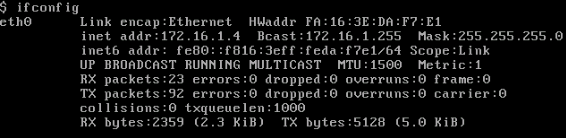 $ ifconfig
eth0      Link encap:Ethernet  HWaddr FA:16:3E:DA:F7:E1
          inet addr:172.16.1.4  Bcast:172.16.1.255  Mask:255.255.255.0
          inet6 addr: fe80::f816:3eff:feda:f7e1/64 Scope:Link
          UP BROADCAST RUNNING MULTICAST  MTU:1500  Metric:1
          RX packets:23 errors:0 dropped:0 overruns:0 frame:0
          TX packets:92 errors:0 dropped:0 overruns:0 carrier:0
          collisions:0 txqueuelen:1000
          RX bytes:2359 (2.3 KiB)  TX bytes:5128 (5.0 KiB)